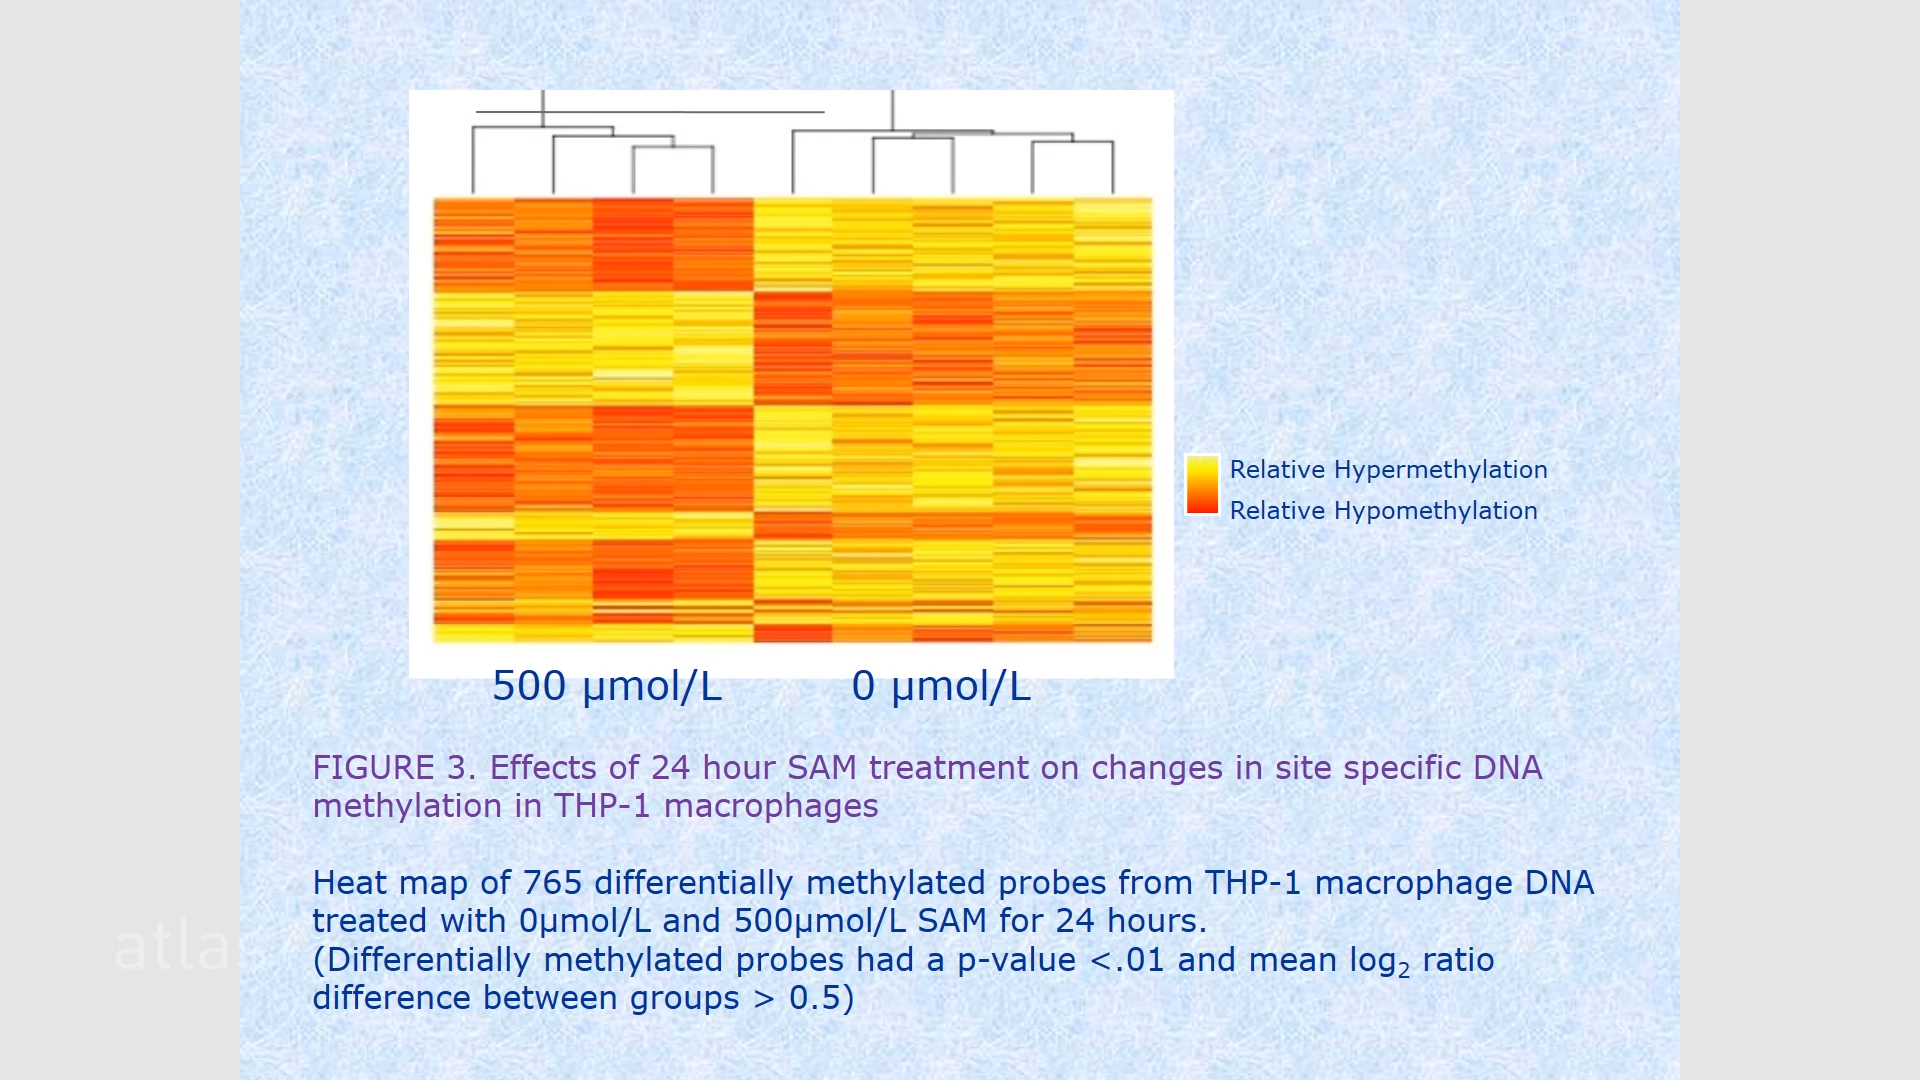 500 µmol/L 0 µmol/L
Relative Hypermethylation
Relative Hypomethylation
FIGURE 3. Effects of 24 hour SAM treatment on changes in site specific DNA
methylation in THP-1 macrophages
Heat map of 765 differentially methylated probes from THP-1 macrophage DNA
treated with 0µmol/L and 500µmol/L SAM for 24 hours.
(Differentially methylated probes had a p-value <.01 and mean log₂ ratio
difference between groups > 0.5)